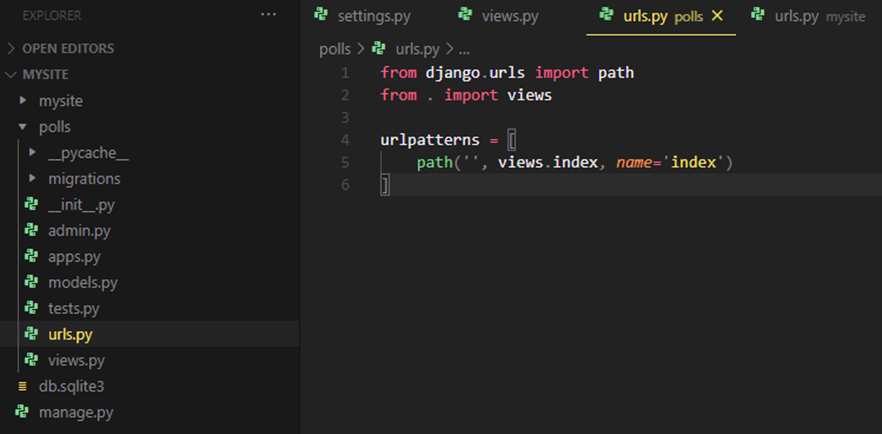 EXPLORER ...
OPEN EDITORS
MYSITE
mysite
polls
__pycache__
migrations
__init__.py
admin.py
apps.py
models.py
tests.py
urls.py
views.py
db.sqlite3
manage.py
settings.py views.py urls.py polls × urls.py mysite
polls > urls.py > ...
1 from django.urls import path
2 from . import views
3
4 urlpatterns = [
5 path('', views.index, name='index')
6 ]